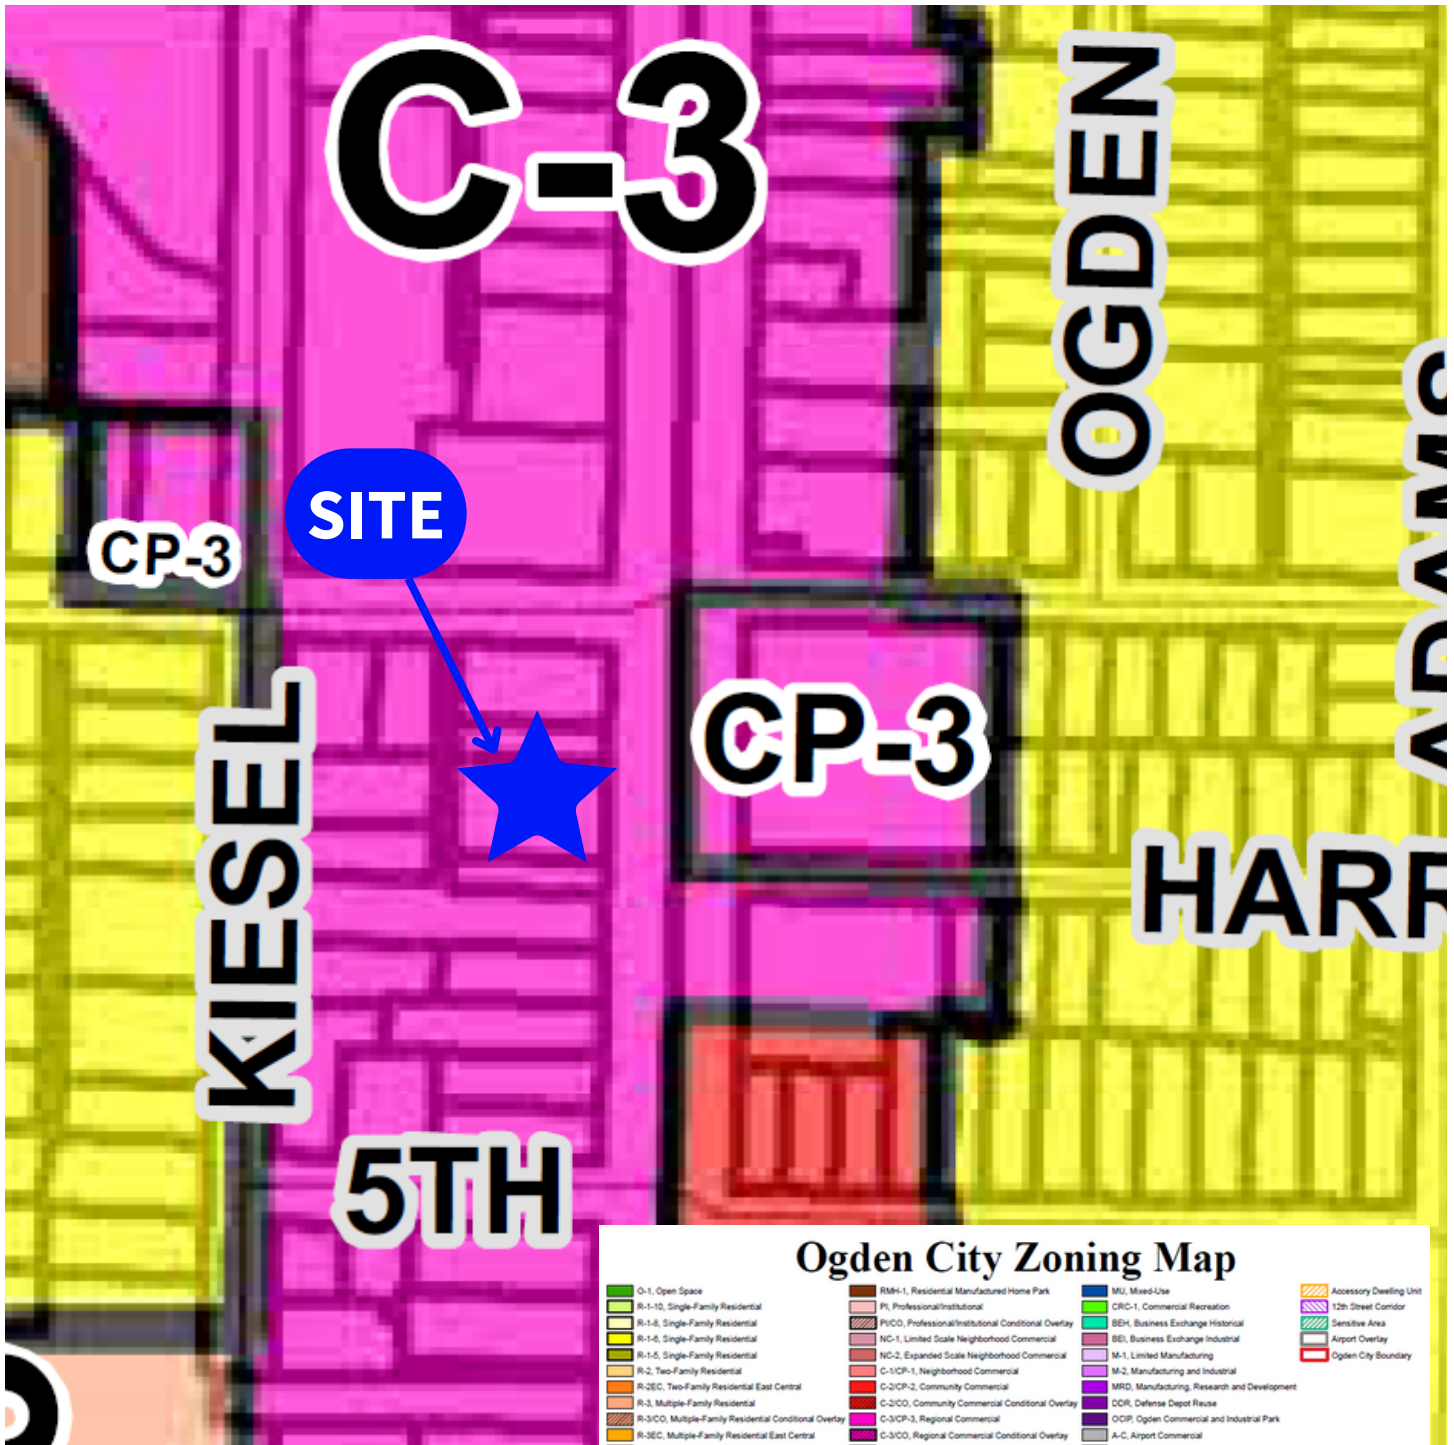 C-3
OGDEN
ADAMS
SITE
CP-3
CP-3
KIESEL
HARR
5TH
Ogden City Zoning Map
O-1, Open Space
R-1-10, Single-Family Residential
R-1-8, Single-Family Residential
R-1-6, Single-Family Residential
R-1-5, Single-Family Residential
R-2, Two-Family Residential
R-2EC, Two-Family Residential East Central
R-3, Multiple-Family Residential
R-3/CO, Multiple-Family Residential Conditional Overlay
R-3EC, Multiple-Family Residential East Central
RMH-1, Residential Manufactured Home Park
PI, Professional/Institutional
PI/CO, Professional/Institutional Conditional Overlay
NC-1, Limited Scale Neighborhood Commercial
NC-2, Expanded Scale Neighborhood Commercial
C-1/CP-1, Neighborhood Commercial
C-2/CP-2, Community Commercial
C-2/CO, Community Commercial Conditional Overlay
C-3/CP-3, Regional Commercial
C-3/CO, Regional Commercial Conditional Overlay
MU, Mixed-Use
CRC-1, Commercial Recreation
BEH, Business Exchange Historical
BEI, Business Exchange Industrial
M-1, Limited Manufacturing
M-2, Manufacturing and Industrial
MRD, Manufacturing, Research and Development
DDR, Defense Depot Reuse
OCIP, Ogden Commercial and Industrial Park
A-C, Airport Commercial
Accessory Dwelling Unit
12th Street Corridor
Sensitive Area
Airport Overlay
Ogden City Boundary